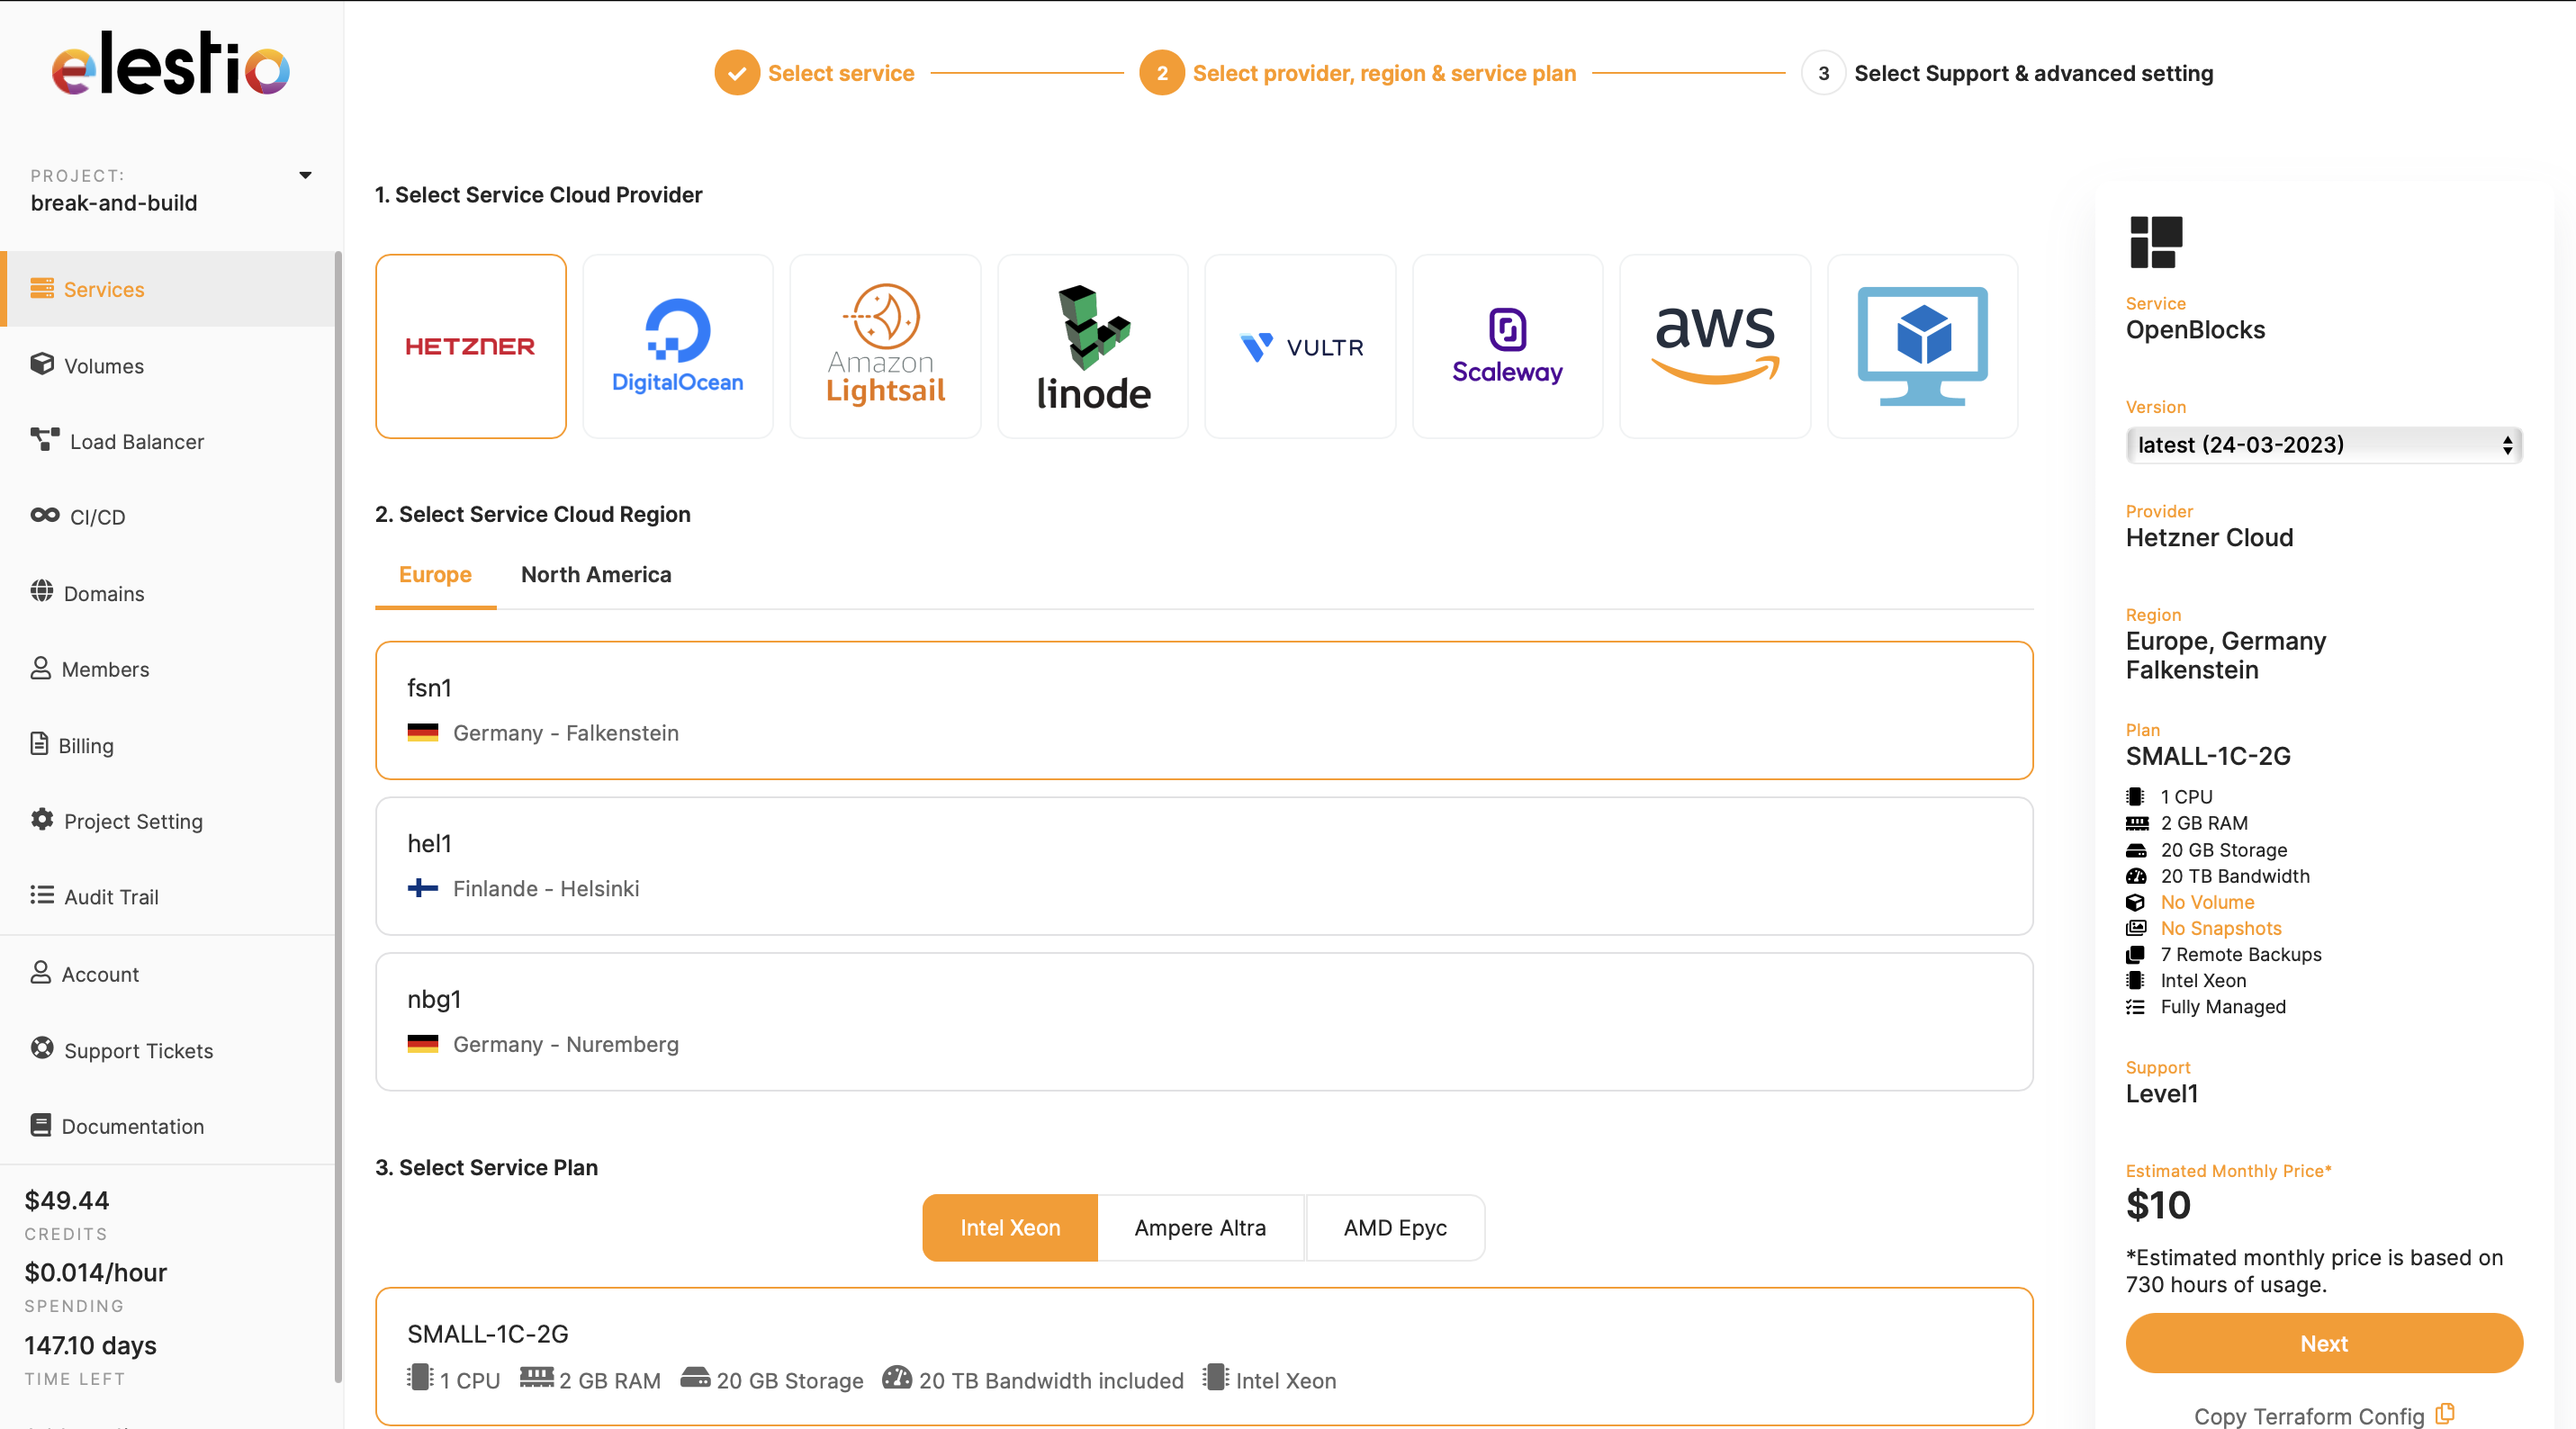 elestio
PROJECT:
break-and-build
Services
Volumes
Load Balancer
CI/CD
Domains
Members
Billing
Project Setting
Audit Trail
Account
Support Tickets
Documentation
$49.44
CREDITS
$0.014/hour
SPENDING
147.10 days
TIME LEFT
Select service
2 Select provider, region & service plan
3 Select Support & advanced setting
1. Select Service Cloud Provider
HETZNER
DigitalOcean
Amazon
Lightsail
linode
VULTR
Scaleway
aws
2. Select Service Cloud Region
Europe North America
fsn1
Germany - Falkenstein
hel1
Finlande - Helsinki
nbg1
Germany - Nuremberg
3. Select Service Plan
Intel Xeon Ampere Altra AMD Epyc
SMALL-1C-2G
1 CPU 2 GB RAM 20 GB Storage 20 TB Bandwidth included Intel Xeon
Service
OpenBlocks
Version
latest (24-03-2023)
Provider
Hetzner Cloud
Region
Europe, Germany
Falkenstein
Plan
SMALL-1C-2G
1 CPU
2 GB RAM
20 GB Storage
20 TB Bandwidth
No Volume
No Snapshots
7 Remote Backups
Intel Xeon
Fully Managed
Support
Level1
Estimated Monthly Price*
$10
*Estimated monthly price is based on
730 hours of usage.
Next
Copy Terraform Config